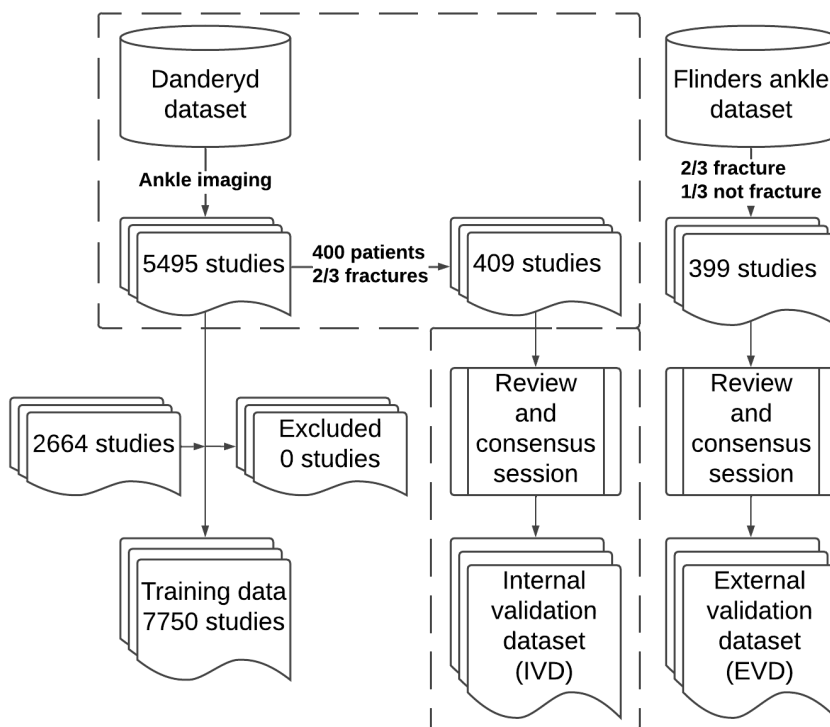 Danderyd
dataset
Flinders ankle
dataset
Ankle imaging
2/3 fracture
1/3 not fracture
5495 studies
400 patients
2/3 fractures
409 studies
399 studies
2664 studies
Excluded
0 studies
Review
and
consensus
session
Review
and
consensus
session
Training data
7750 studies
Internal
validation
dataset
(IVD)
External
validation
dataset
(EVD)